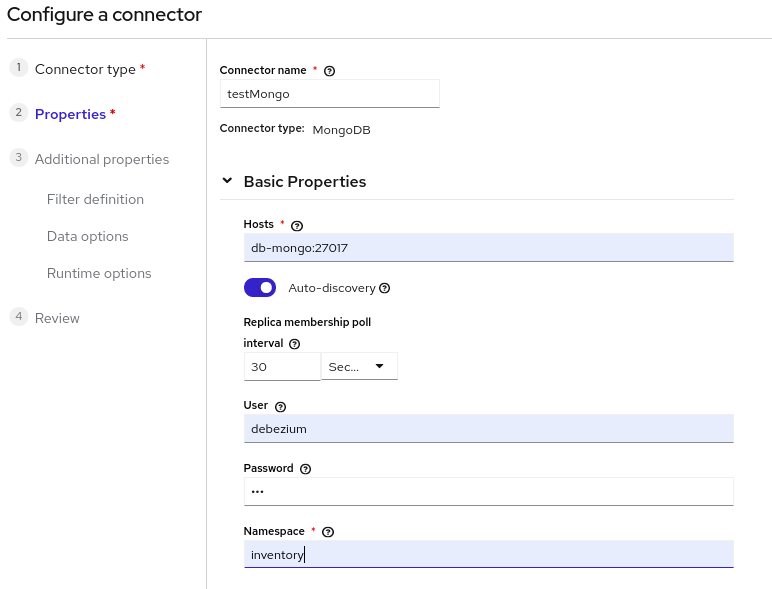 Configure a connector
1 Connector type *
2 Properties *
3 Additional properties
Filter definition
Data options
Runtime options
4 Review
Connector name *
testMongo
Connector type: MongoDB
Basic Properties
Hosts *
db-mongo:27017
Auto-discovery
Replica membership poll
interval
30 Sec...
User
debezium
Password
•••
Namespace *
inventory